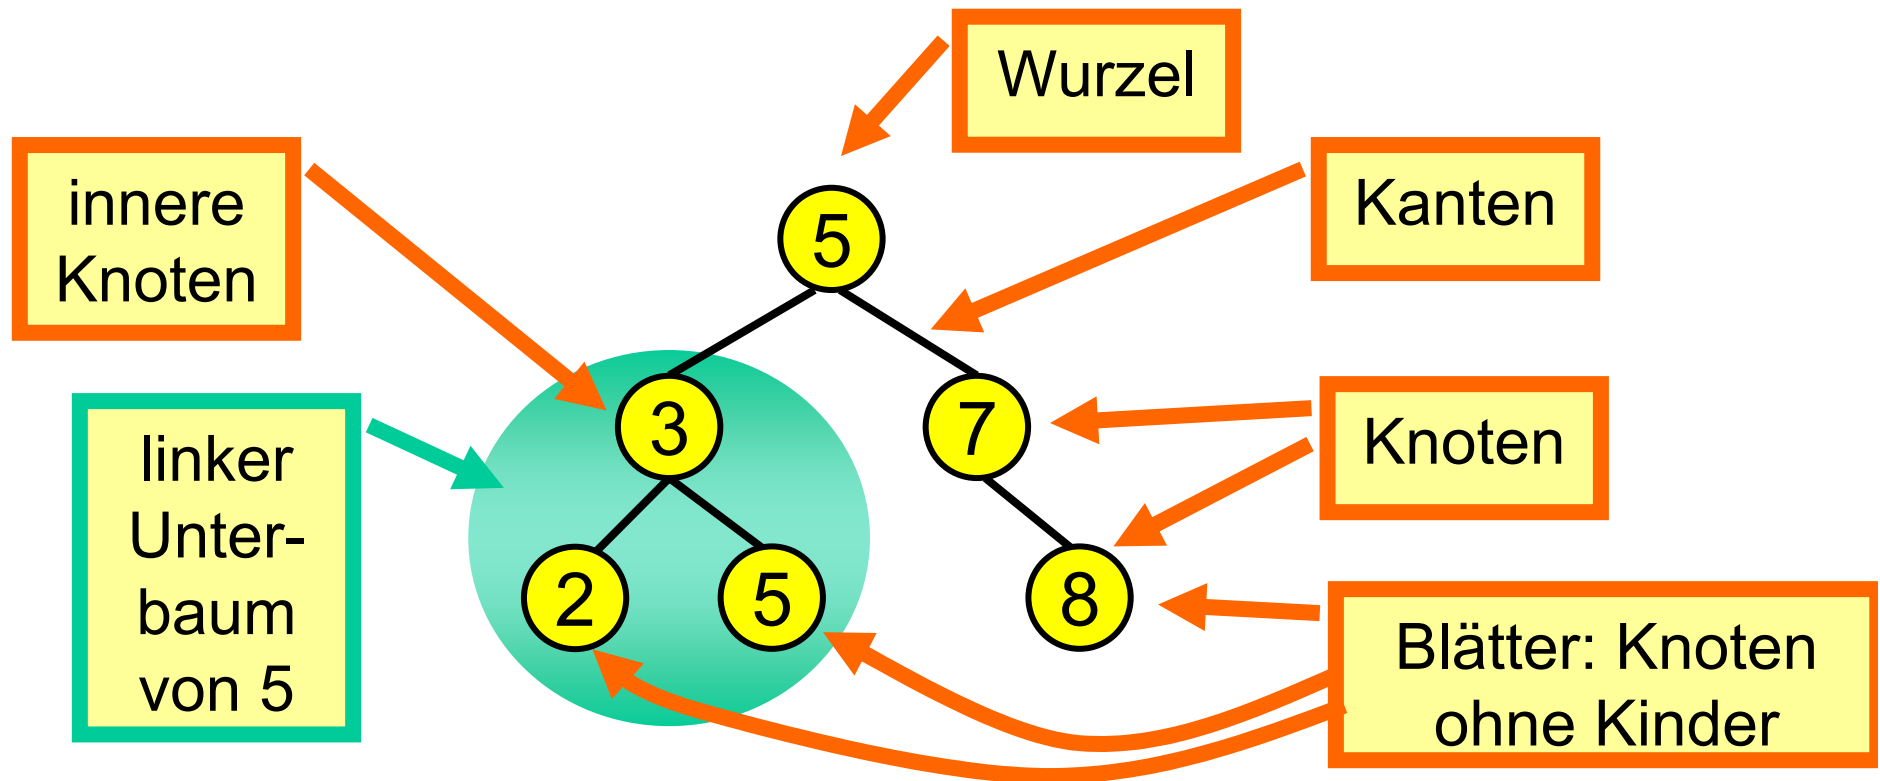 Wurzel
innere
Knoten
Kanten
5
linker
Unter-
baum
von 5
3
7
Knoten
2
5
8
Blätter: Knoten
ohne Kinder